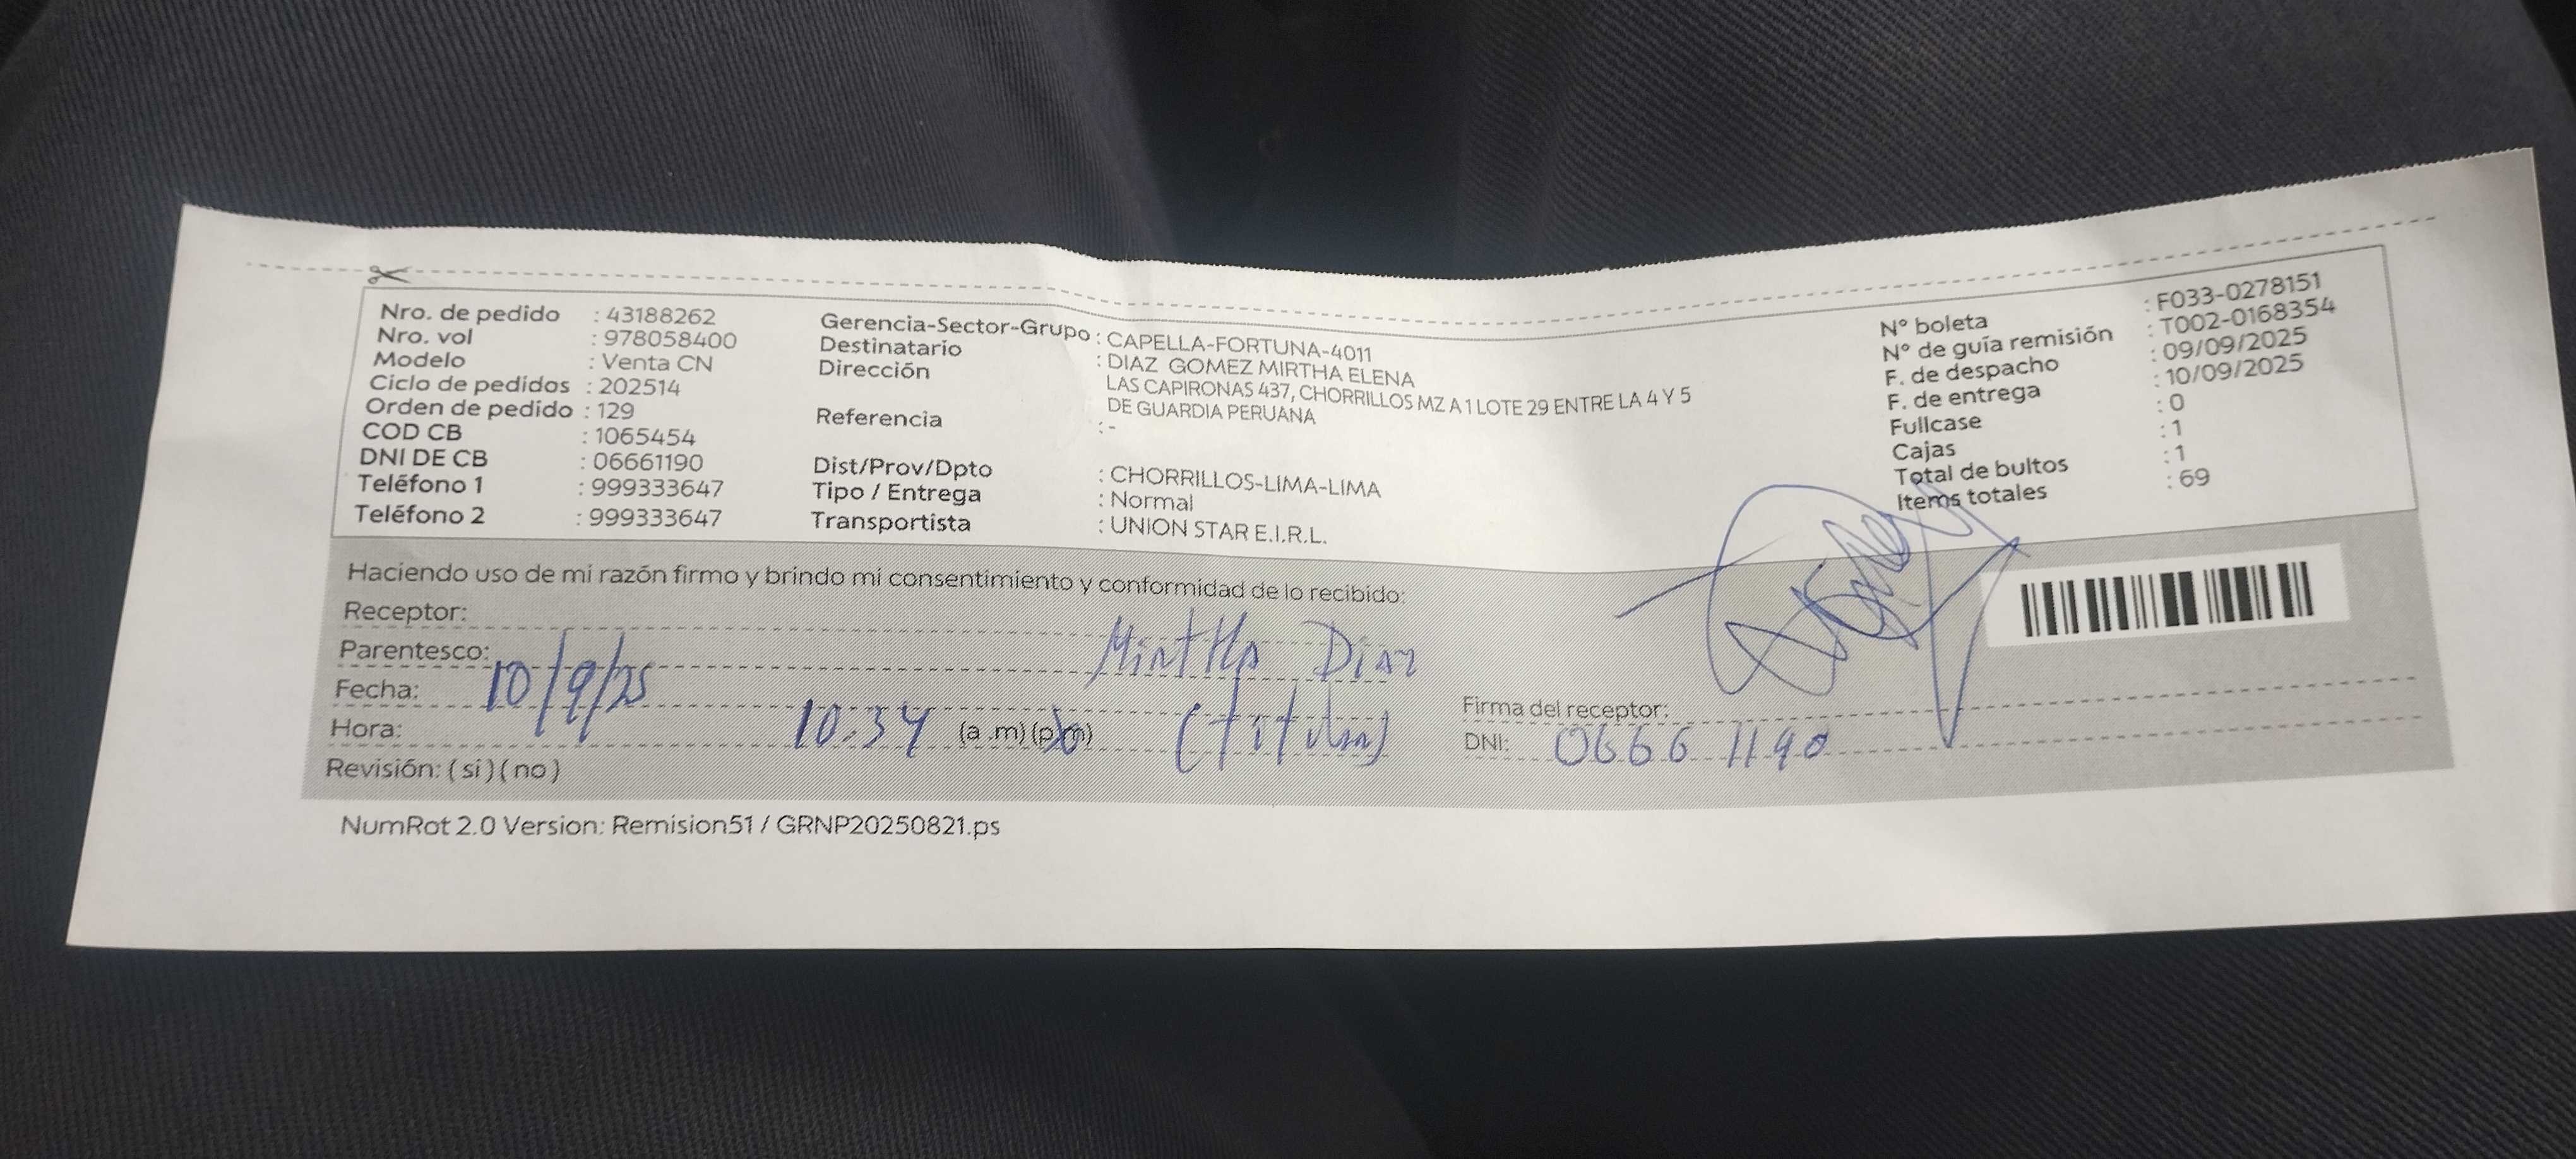 Nro. de pedido : 43188262
Nro. vol : 978058400
Modelo : Venta CN
Ciclo de pedidos : 202514
Orden de pedido : 129
COD CB : 1065454
DNI DE CB : 06661190
Teléfono 1 : 999333647
Teléfono 2 : 999333647
Gerencia-Sector-Grupo : CAPELLA-FORTUNA-4011
Destinatario : DIAZ GOMEZ MIRTHA ELENA
Dirección LAS CAPIRONAS 437, CHORRILLOS MZ A 1 LOTE 29 ENTRE LA 4 Y 5
DE GUARDIA PERUANA
Referencia : -
Dist/Prov/Dpto : CHORRILLOS-LIMA-LIMA
Tipo / Entrega : Normal
Transportista : UNION STAR E.I.R.L.
N° boleta : F033-0278151
N° de guía remisión : T002-0168354
F. de despacho : 09/09/2025
F. de entrega : 10/09/2025
Fullcase : 0
Cajas : 1
Total de bultos : 1
Items totales : 69
Haciendo uso de mi razón firmo y brindo mi consentimiento y conformidad de lo recibido:
Receptor:
Parentesco: Mirtha Diaz
Fecha: 10/9/25
Hora: 10.34 (a .m) (p.m) (titular)
Revisión: ( si ) ( no )
Firma del receptor:
DNI: 06661190
NumRot 2.0 Version: Remision51 / GRNP20250821.ps